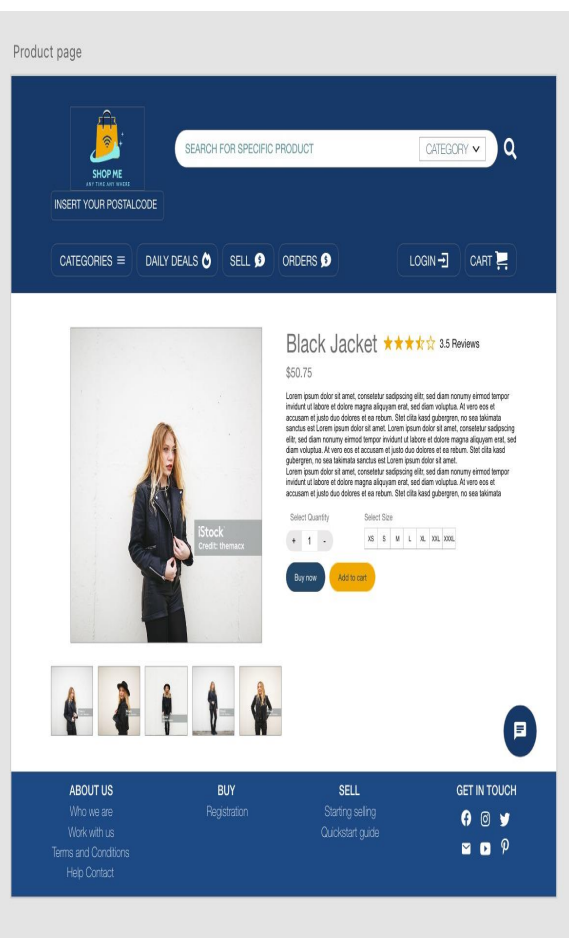 Product page
SHOP ME
ANY TIME ANY WHERE
SEARCH FOR SPECIFIC PRODUCT
CATEGORY
INSERT YOUR POSTALCODE
CATEGORIES
DAILY DEALS
SELL
ORDERS
LOGIN
CART
Black Jacket
3.5 Reviews
$50.75
Lorem ipsum dolor sit amet, consetetur sadipscing elitr, sed diam nonumy eirmod tempor
invidunt ut labore et dolore magna aliquyam erat, sed diam voluptua. At vero eos et
accusam et justo duo dolores et ea rebum. Stet clita kasd gubergren, no sea takimata
sanctus est Lorem ipsum dolor sit amet. Lorem ipsum dolor sit amet, consetetur sadipscing
elitr, sed diam nonumy eirmod tempor invidunt ut labore et dolore magna aliquyam erat, sed
diam voluptua. At vero eos et accusam et justo duo dolores et ea rebum. Stet clita kasd
gubergren, no sea takimata sanctus est Lorem ipsum dolor sit amet.
Lorem ipsum dolor sit amet, consetetur sadipscing elitr, sed diam nonumy eirmod tempor
invidunt ut labore et dolore magna aliquyam erat, sed diam voluptua. At vero eos et
accusam et justo duo dolores et ea rebum. Stet clita kasd gubergren, no sea takimata
iStock
Credit: themacx
Select Quantity
Select Size
+ 1 -
XS S M L XL XXL XXXL
Buy now
Add to cart
ABOUT US
Who we are
Work with us
Terms and Conditions
Help Contact
BUY
Registration
SELL
Starting selling
Quickstart guide
GET IN TOUCH